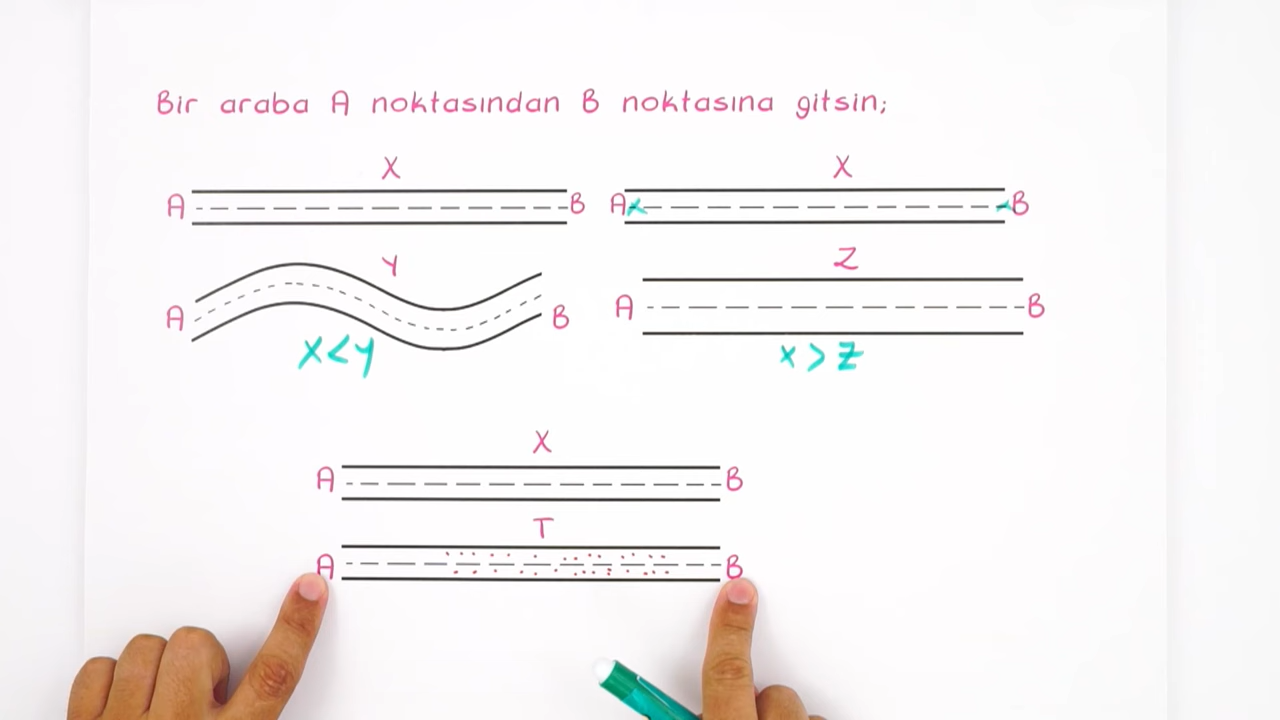 Bir araba A noktasından B noktasına gitsin;
X
A B
Y
A B
x<y
X
A B
Z
A B
x>z
X
A B
T
A B